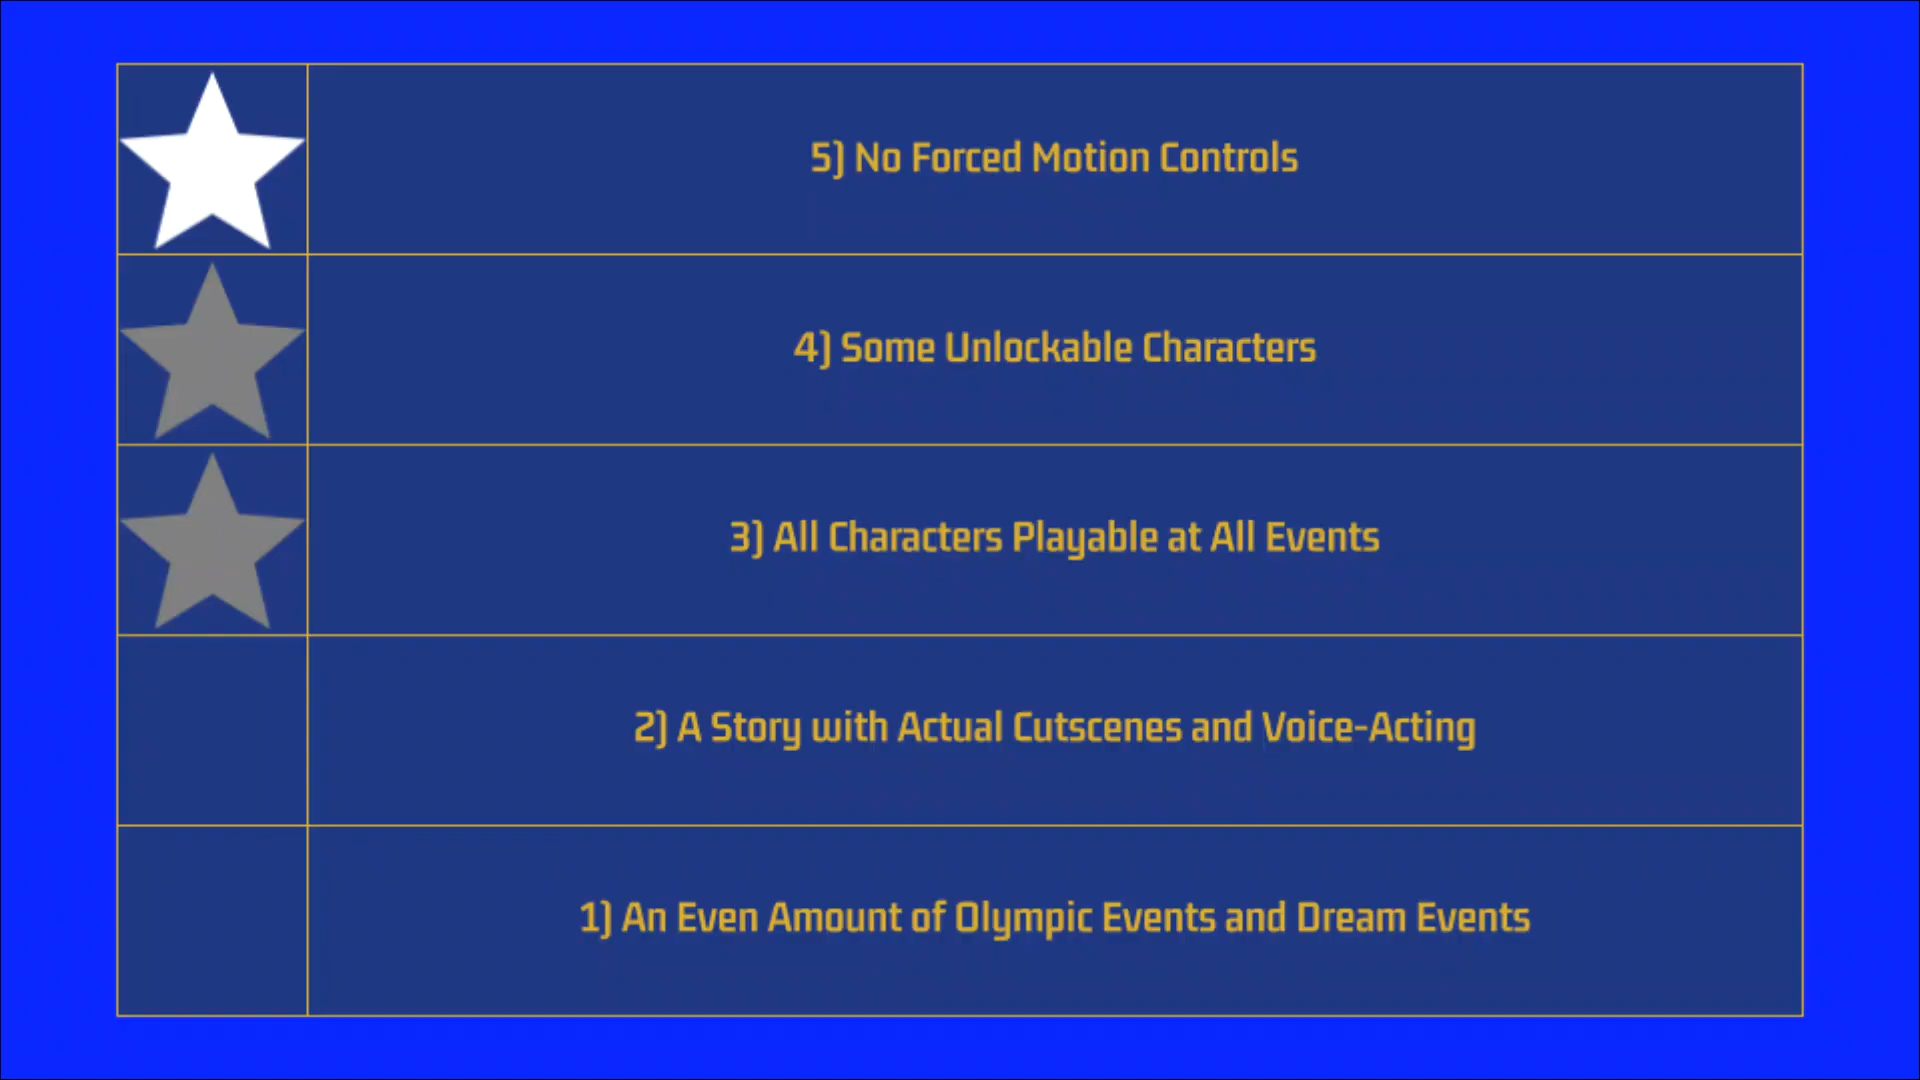 5) No Forced Motion Controls
4) Some Unlockable Characters
3) All Characters Playable at All Events
2) A Story with Actual Cutscenes and Voice-Acting
1) An Even Amount of Olympic Events and Dream Events